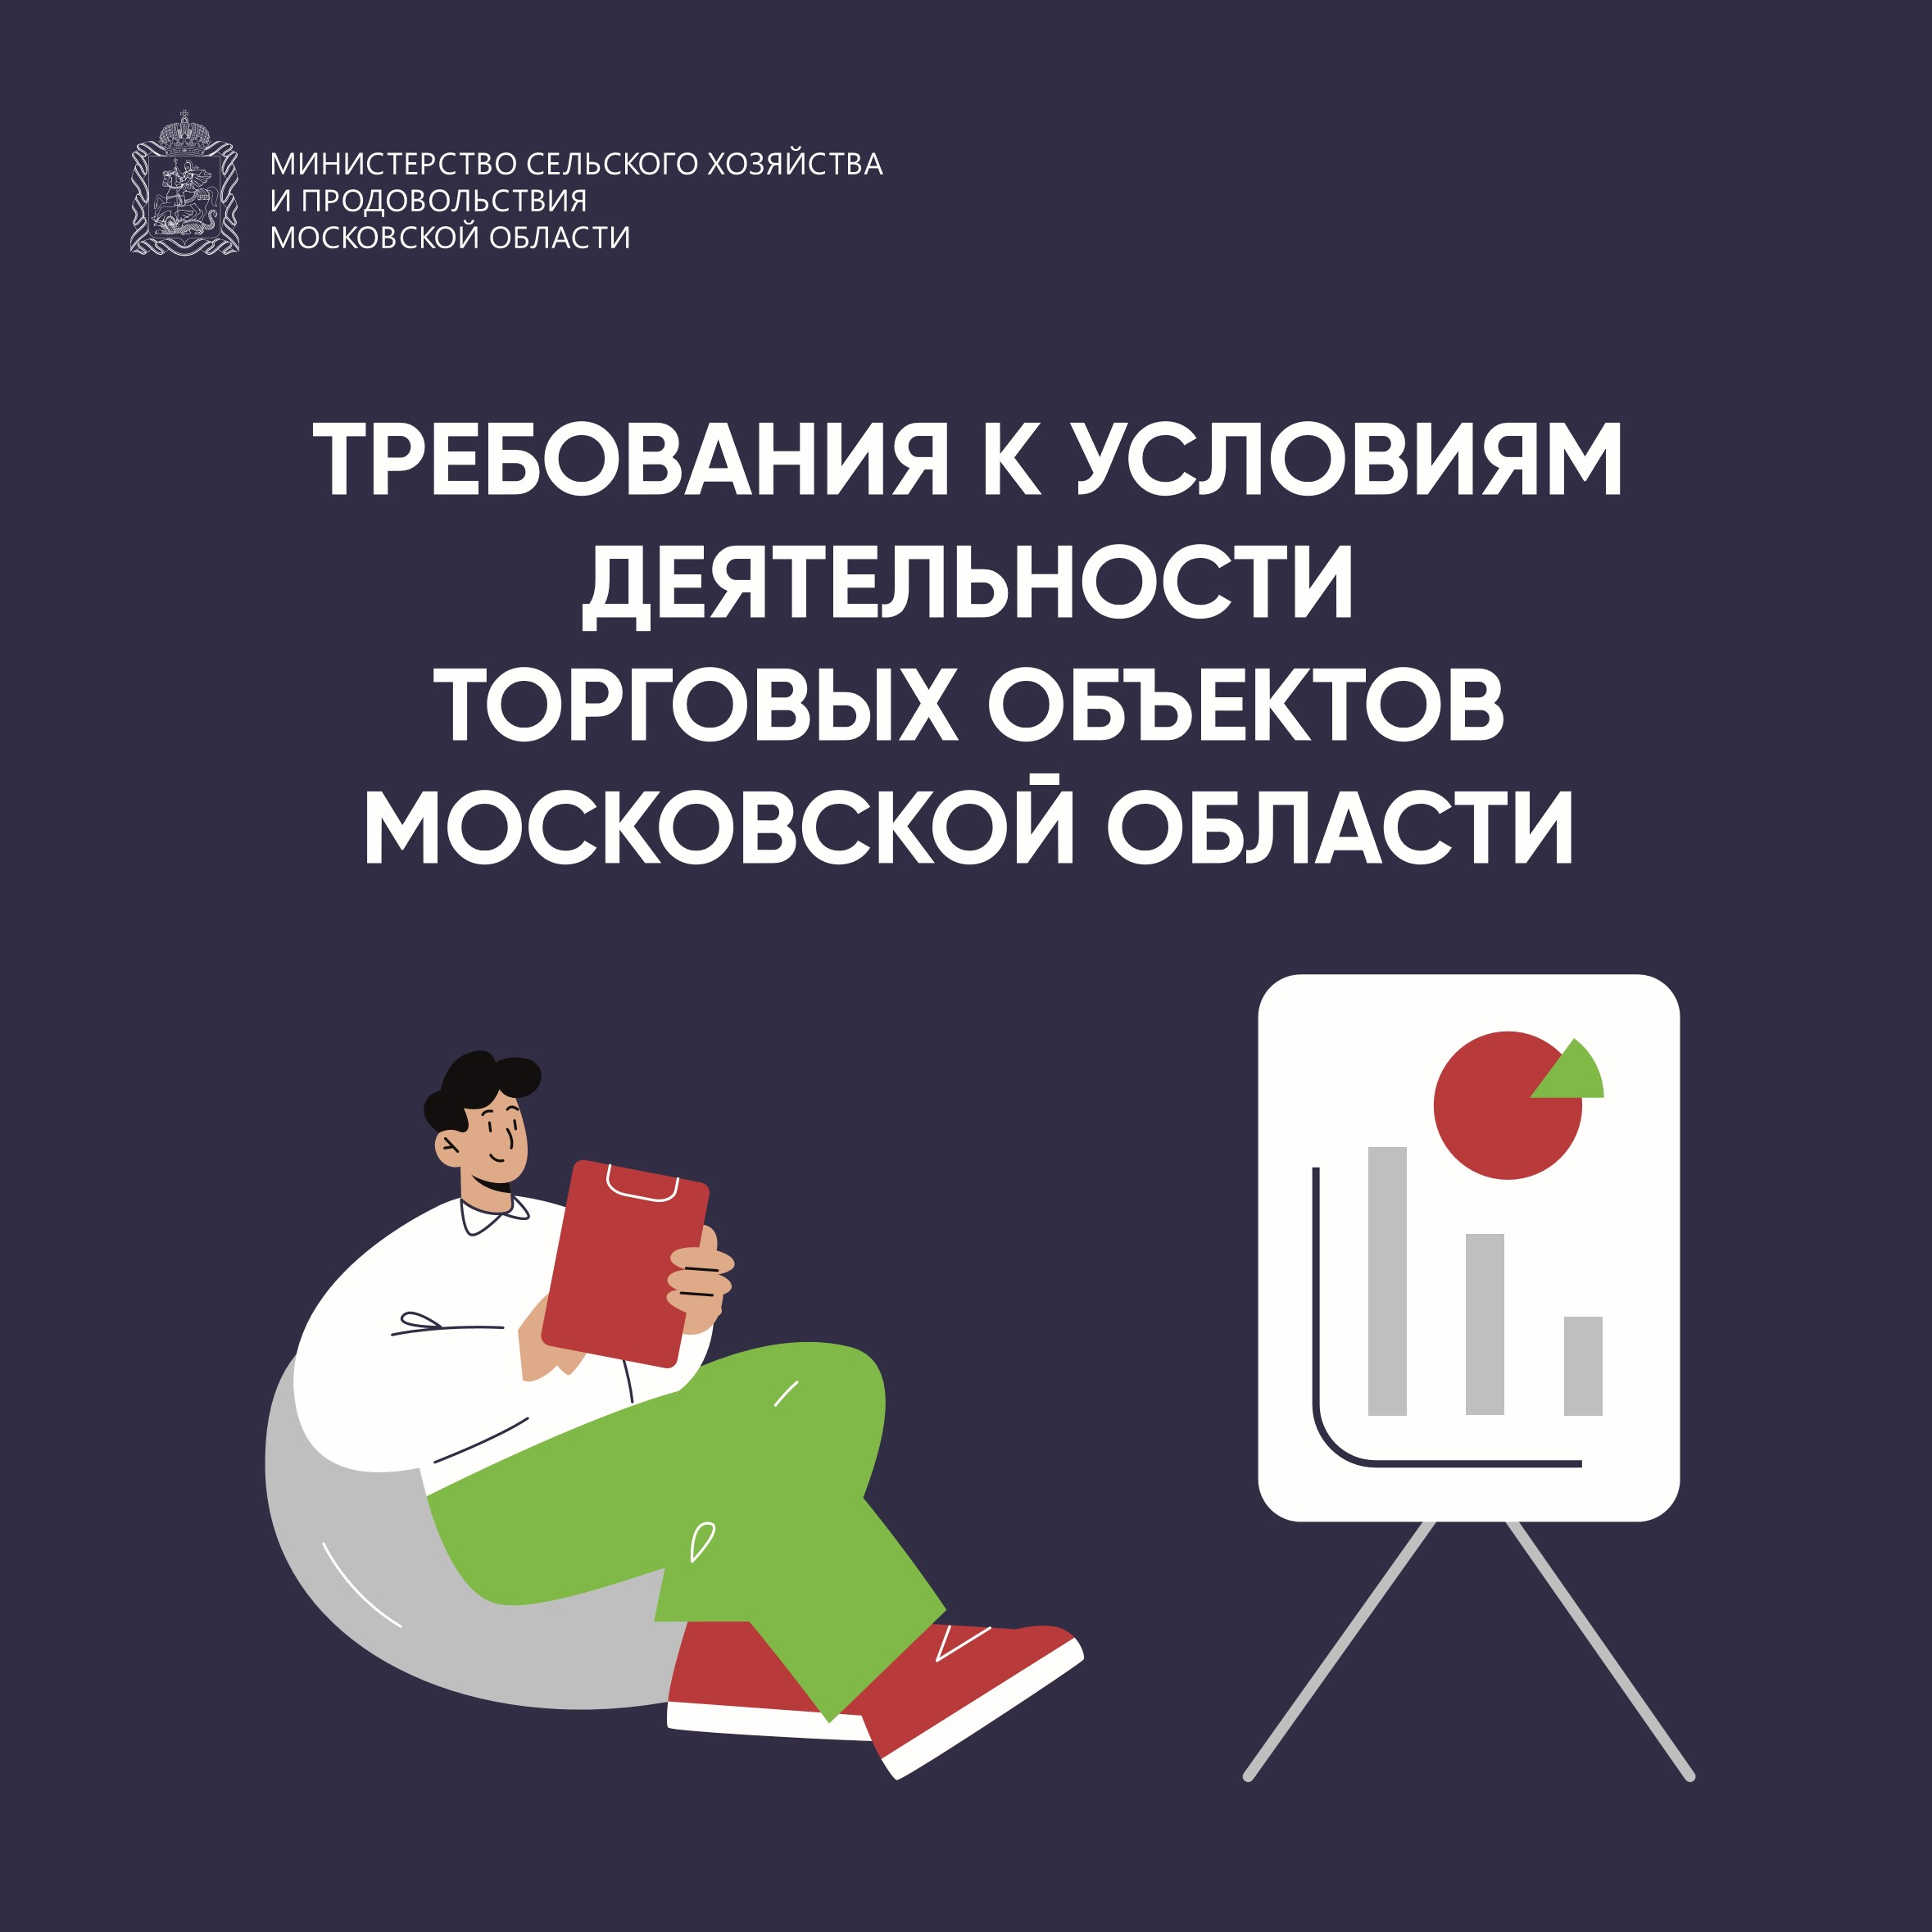 МИНИСТЕРСТВО СЕЛЬСКОГО ХОЗЯЙСТВА
И ПРОДОВОЛЬСТВИЯ
МОСКОВСКОЙ ОБЛАСТИ
ТРЕБОВАНИЯ К УСЛОВИЯМ
ДЕЯТЕЛЬНОСТИ
ТОРГОВЫХ ОБЪЕКТОВ
МОСКОВСКОЙ ОБЛАСТИ